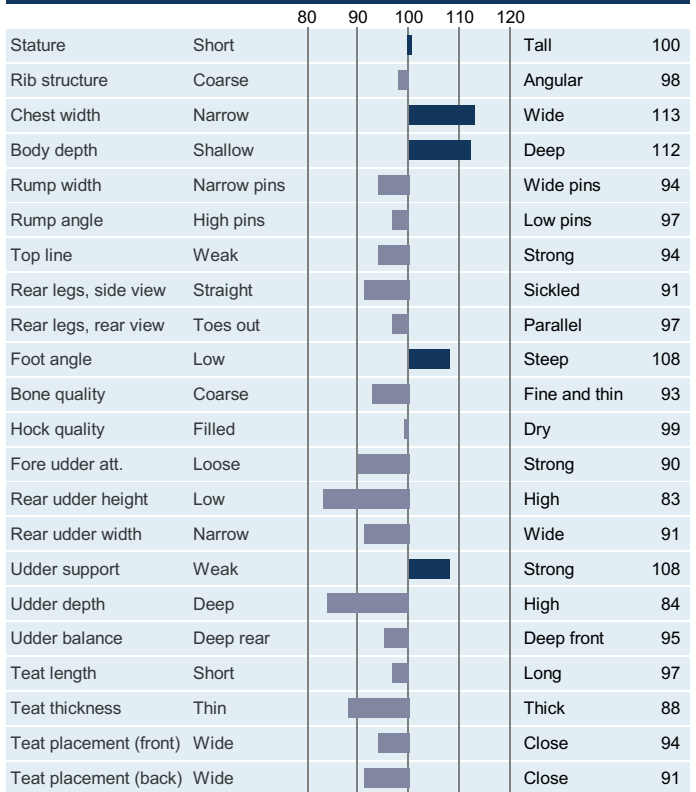 80 90 100 110 120
Stature Short Tall 100
Rib structure Coarse Angular 98
Chest width Narrow Wide 113
Body depth Shallow Deep 112
Rump width Narrow pins Wide pins 94
Rump angle High pins Low pins 97
Top line Weak Strong 94
Rear legs, side view Straight Sickled 91
Rear legs, rear view Toes out Parallel 97
Foot angle Low Steep 108
Bone quality Coarse Fine and thin 93
Hock quality Filled Dry 99
Fore udder att. Loose Strong 90
Rear udder height Low High 83
Rear udder width Narrow Wide 91
Udder support Weak Strong 108
Udder depth Deep High 84
Udder balance Deep rear Deep front 95
Teat length Short Long 97
Teat thickness Thin Thick 88
Teat placement (front) Wide Close 94
Teat placement (back) Wide Close 91